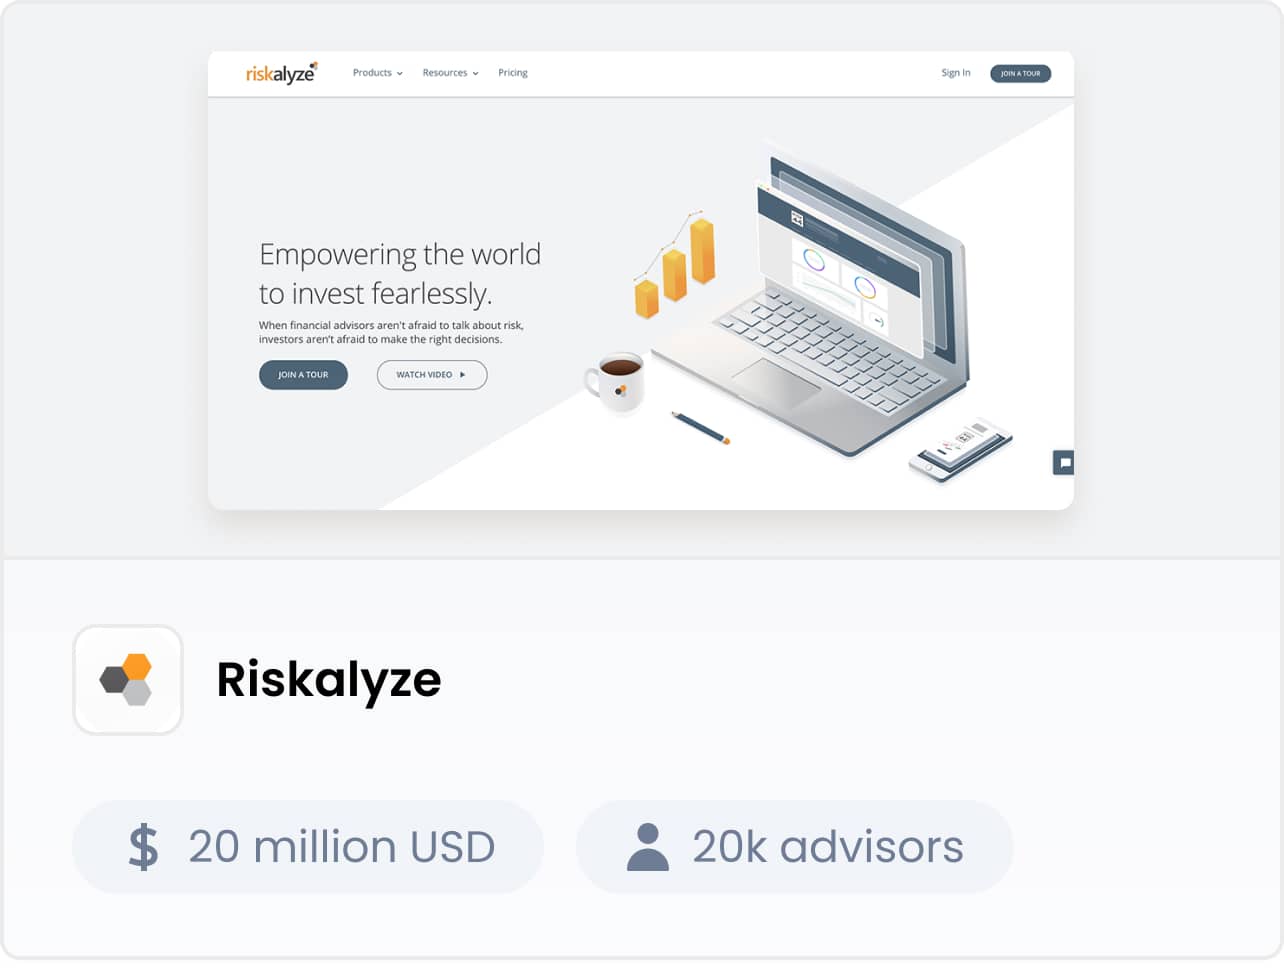 riskalyze
Products
Resources
Pricing
Sign In
JOIN A TOUR
Empowering the world
to invest fearlessly.
When financial advisors aren't afraid to talk about risk,
investors aren't afraid to make the right decisions.
JOIN A TOUR
WATCH VIDEO
Riskalyze
$ 20 million USD
20k advisors